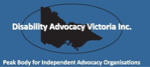 Disability Advocacy Victoria Inc.
Peak Body for Independent Advocacy Organisations